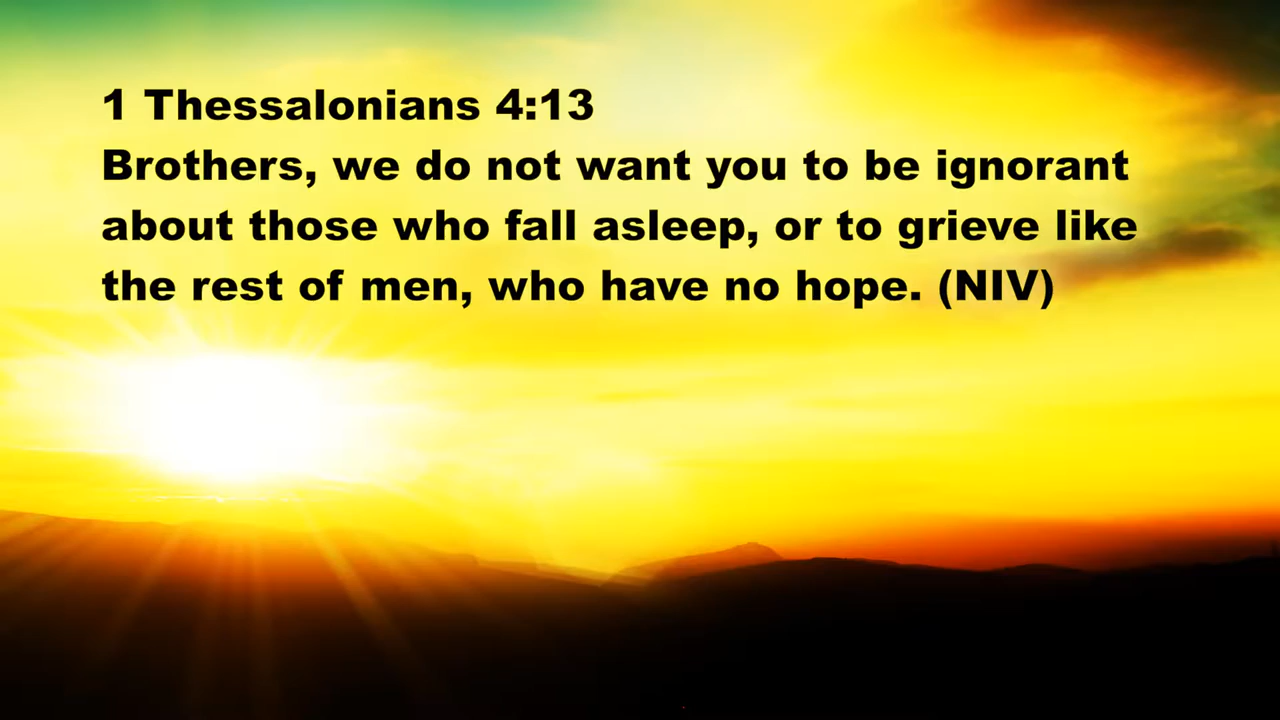 1 Thessalonians 4:13
Brothers, we do not want you to be ignorant
about those who fall asleep, or to grieve like
the rest of men, who have no hope. (NIV)